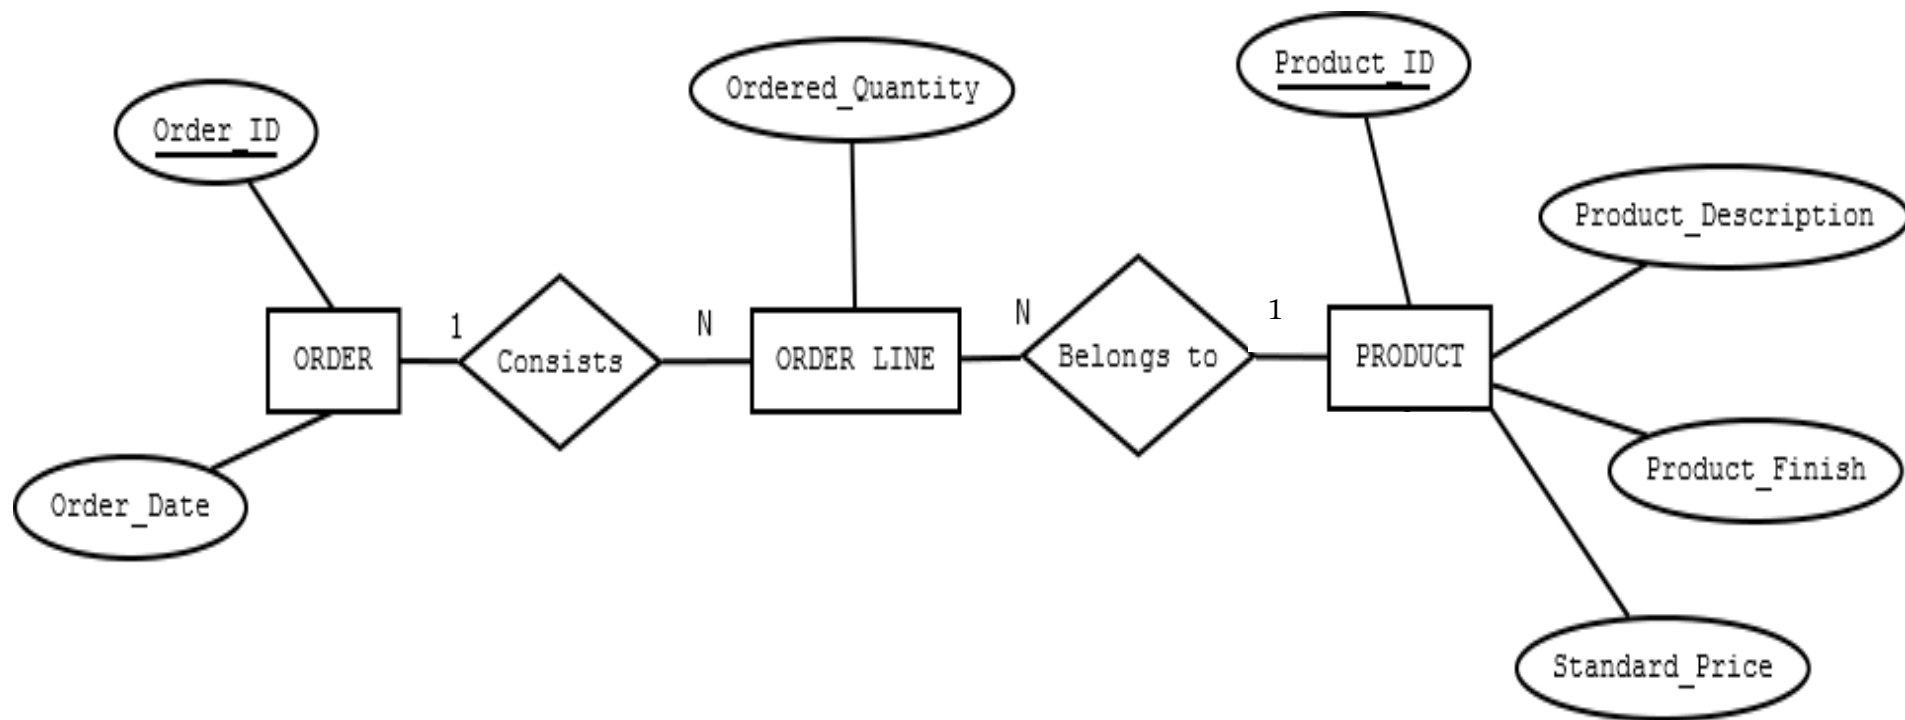 Product_ID
Ordered_Quantity
Order_ID
Product_Description
1
N
N
1
ORDER
Consists
ORDER LINE
Belongs to
PRODUCT
Product_Finish
Order_Date
Standard_Price